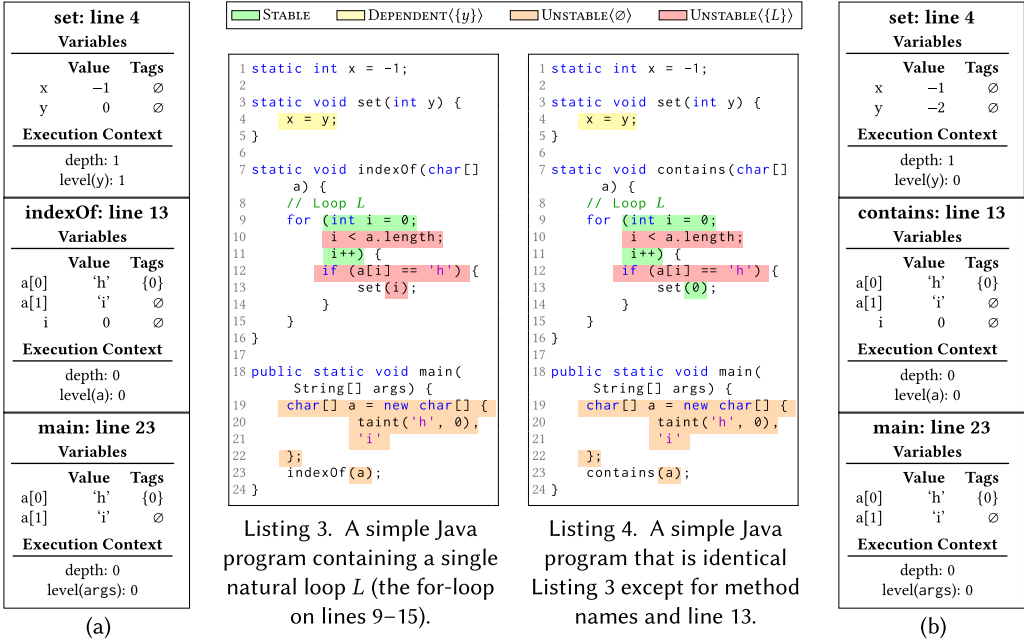 STABLE DEPENDENT⟨{y}⟩ UNSTABLE⟨∅⟩ UNSTABLE⟨{L}⟩
set: line 4
Variables
Value Tags
x −1 ∅
y 0 ∅
Execution Context
depth: 1
level(y): 1
indexOf: line 13
Variables
Value Tags
a[0] ‘h’ {0}
a[1] ‘i’ ∅
i 0 ∅
Execution Context
depth: 0
level(a): 0
main: line 23
Variables
Value Tags
a[0] ‘h’ {0}
a[1] ‘i’ ∅
Execution Context
depth: 0
level(args): 0
(a)
1 static int x = -1;
2
3 static void set(int y) {
4 x = y;
5 }
6
7 static void indexOf(char[]
a) {
8 // Loop L
9 for (int i = 0;
10 i < a.length;
11 i++) {
12 if (a[i] == 'h') {
13 set(i);
14 }
15 }
16 }
17
18 public static void main(
String[] args) {
19 char[] a = new char[] {
20 taint('h', 0),
21 'i'
22 };
23 indexOf(a);
24 }
Listing 3. A simple Java
program containing a single
natural loop L (the for-loop
on lines 9–15).
1 static int x = -1;
2
3 static void set(int y) {
4 x = y;
5 }
6
7 static void contains(char[]
a) {
8 // Loop L
9 for (int i = 0;
10 i < a.length;
11 i++) {
12 if (a[i] == 'h') {
13 set(0);
14 }
15 }
16 }
17
18 public static void main(
String[] args) {
19 char[] a = new char[] {
20 taint('h', 0),
21 'i'
22 };
23 contains(a);
24 }
Listing 4. A simple Java
program that is identical
Listing 3 except for method
names and line 13.
set: line 4
Variables
Value Tags
x −1 ∅
y −2 ∅
Execution Context
depth: 1
level(y): 0
contains: line 13
Variables
Value Tags
a[0] ‘h’ {0}
a[1] ‘i’ ∅
i 0 ∅
Execution Context
depth: 0
level(a): 0
main: line 23
Variables
Value Tags
a[0] ‘h’ {0}
a[1] ‘i’ ∅
Execution Context
depth: 0
level(args): 0
(b)